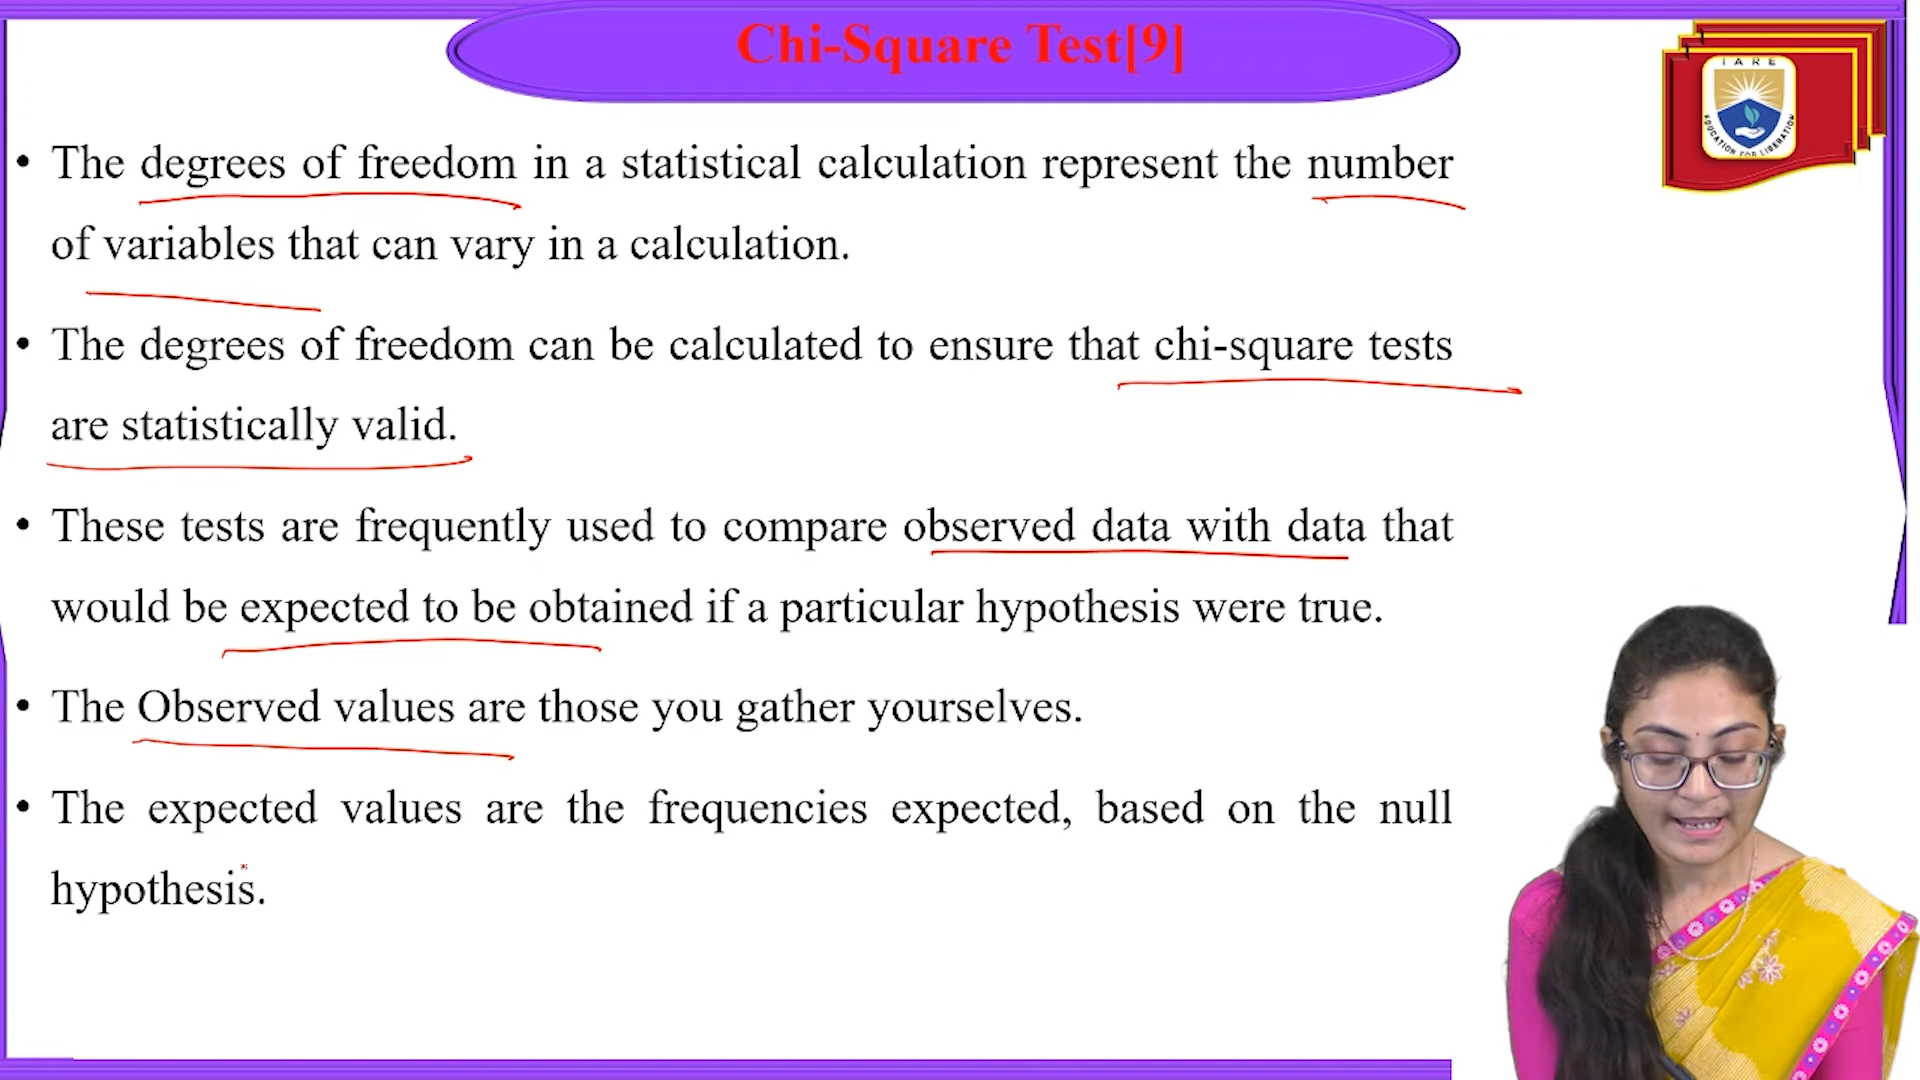 Chi-Square Test[9]
I A R E
EDUCATION FOR LIBERATION
• The degrees of freedom in a statistical calculation represent the number
of variables that can vary in a calculation.
• The degrees of freedom can be calculated to ensure that chi-square tests
are statistically valid.
• These tests are frequently used to compare observed data with data that
would be expected to be obtained if a particular hypothesis were true.
• The Observed values are those you gather yourselves.
• The expected values are the frequencies expected, based on the null
hypothesis.